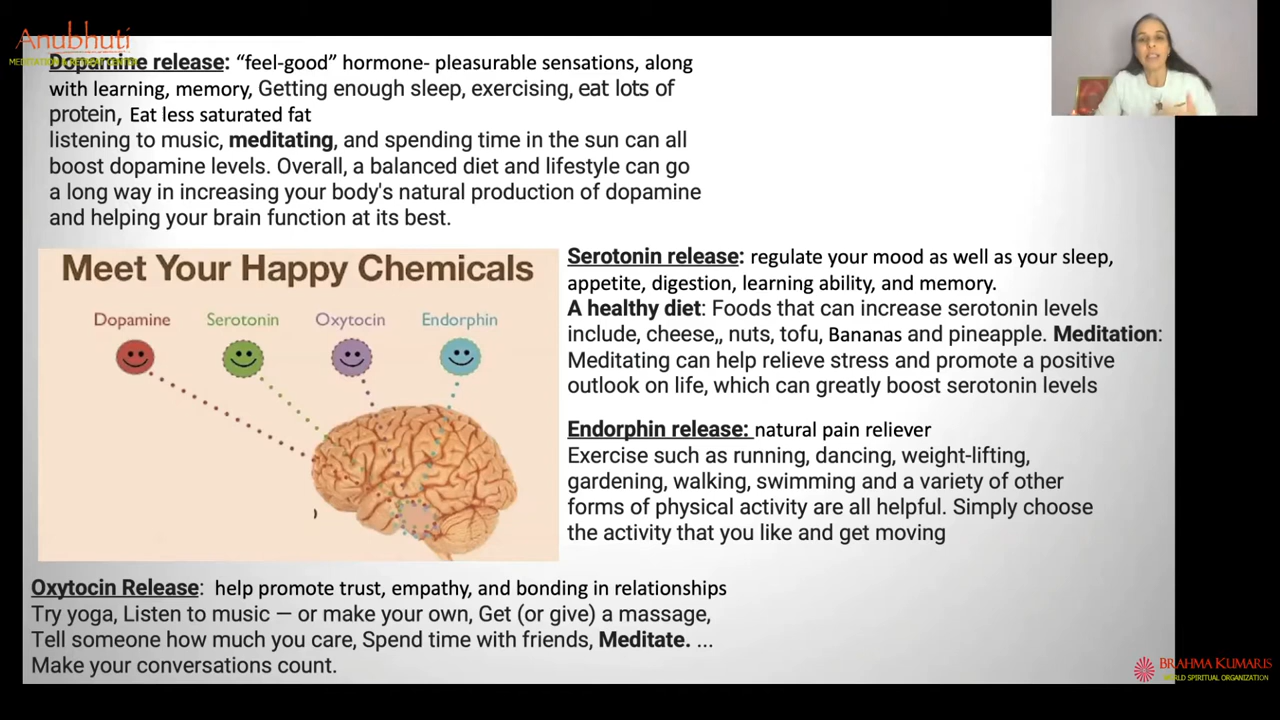 Anubhuti
MEDITATION & RETREAT CENTER
Dopamine release: “feel-good” hormone- pleasurable sensations, along
with learning, memory, Getting enough sleep, exercising, eat lots of
protein, Eat less saturated fat
listening to music, meditating, and spending time in the sun can all
boost dopamine levels. Overall, a balanced diet and lifestyle can go
a long way in increasing your body's natural production of dopamine
and helping your brain function at its best.
Meet Your Happy Chemicals
Dopamine Serotonin Oxytocin Endorphin
Serotonin release: regulate your mood as well as your sleep,
appetite, digestion, learning ability, and memory.
A healthy diet: Foods that can increase serotonin levels
include, cheese,, nuts, tofu, Bananas and pineapple. Meditation:
Meditating can help relieve stress and promote a positive
outlook on life, which can greatly boost serotonin levels
Endorphin release: natural pain reliever
Exercise such as running, dancing, weight-lifting,
gardening, walking, swimming and a variety of other
forms of physical activity are all helpful. Simply choose
the activity that you like and get moving
)
Oxytocin Release: help promote trust, empathy, and bonding in relationships
Try yoga, Listen to music — or make your own, Get (or give) a massage,
Tell someone how much you care, Spend time with friends, Meditate. ...
Make your conversations count.
BRAHMA KUMARIS
WORLD SPIRITUAL ORGANIZATION